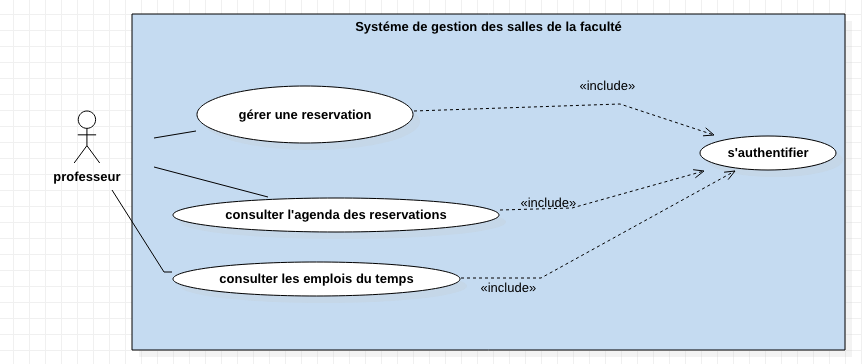 Systéme de gestion des salles de la faculté
«include»
gérer une reservation
s'authentifier
professeur
«include»
consulter l'agenda des reservations
consulter les emplois du temps
«include»